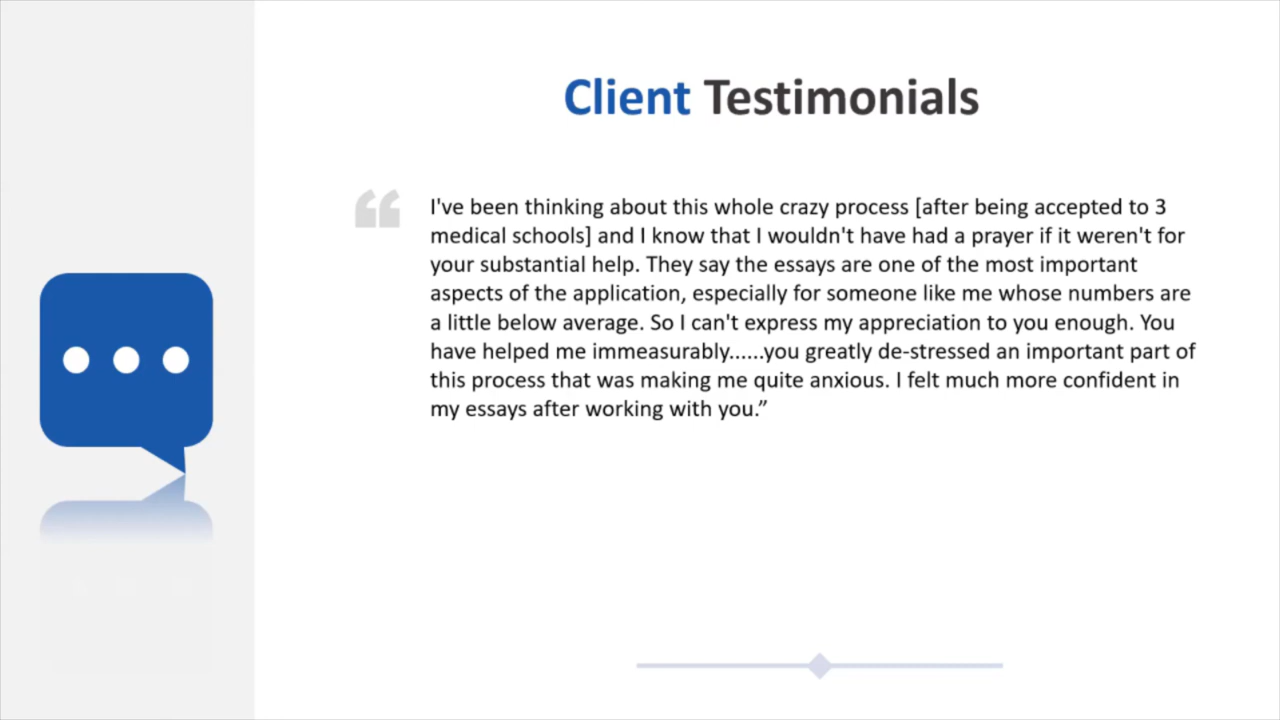 Client Testimonials
“
I've been thinking about this whole crazy process [after being accepted to 3
medical schools] and I know that I wouldn't have had a prayer if it weren't for
your substantial help. They say the essays are one of the most important
aspects of the application, especially for someone like me whose numbers are
a little below average. So I can't express my appreciation to you enough. You
have helped me immeasurably......you greatly de-stressed an important part of
this process that was making me quite anxious. I felt much more confident in
my essays after working with you.”